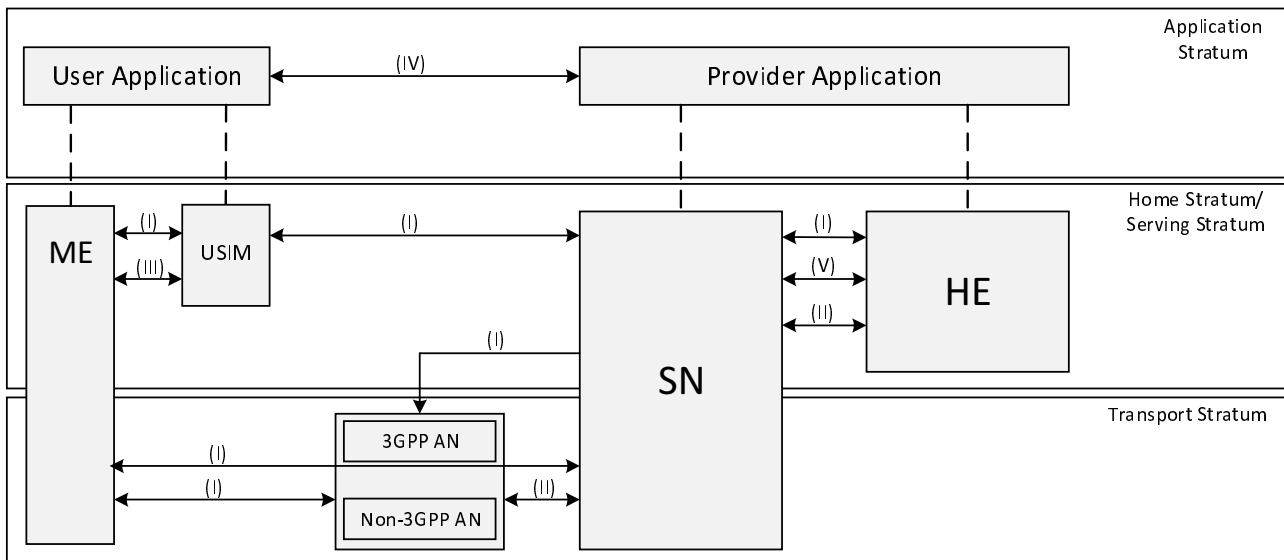 Application
Stratum
User Application
(IV)
Provider Application
Home Stratum/
Serving Stratum
ME
(I)
USIM
(I)
(I)
(III)
(V)
HE
(II)
(I)
SN
Transport Stratum
3GPP AN
(I)
(I)
(II)
Non-3GPP AN